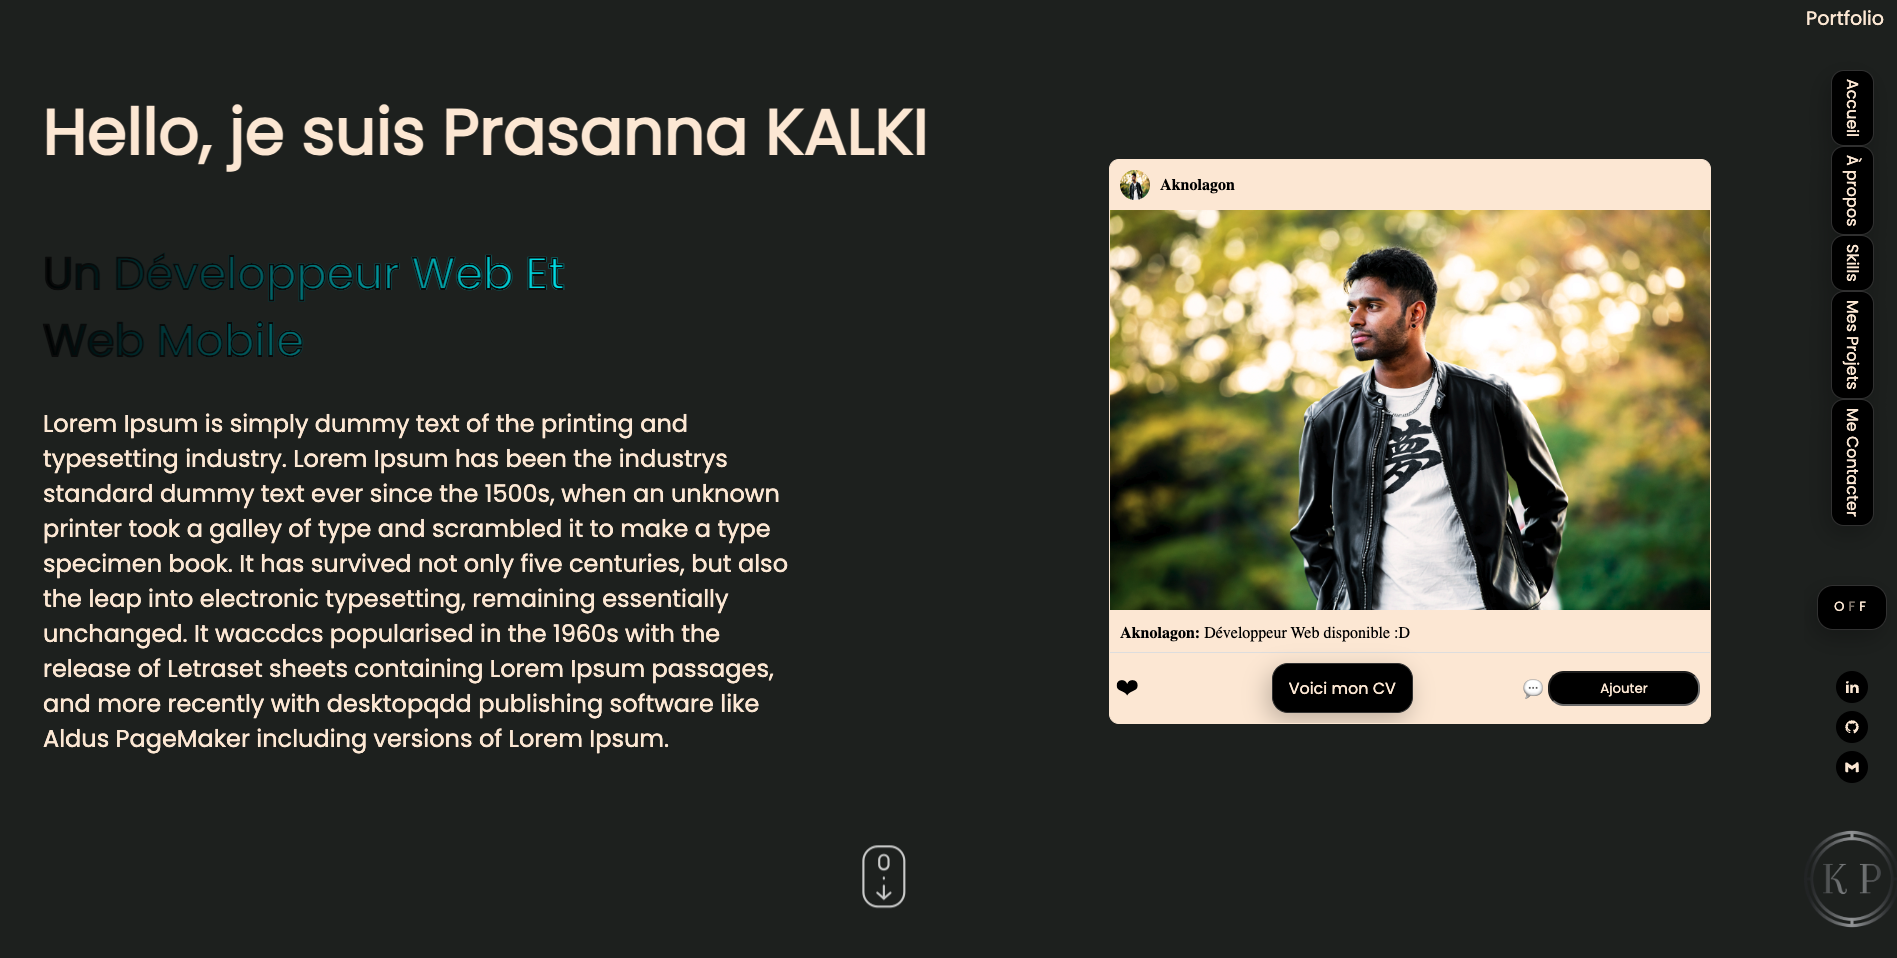 Portfolio
Hello, je suis Prasanna KALKI
Un Développeur Web Et
Web Mobile
Lorem Ipsum is simply dummy text of the printing and
typesetting industry. Lorem Ipsum has been the industrys
standard dummy text ever since the 1500s, when an unknown
printer took a galley of type and scrambled it to make a type
specimen book. It has survived not only five centuries, but also
the leap into electronic typesetting, remaining essentially
unchanged. It waccdcs popularised in the 1960s with the
release of Letraset sheets containing Lorem Ipsum passages,
and more recently with desktopqdd publishing software like
Aldus PageMaker including versions of Lorem Ipsum.
Aknolagon
夢
Aknolagon: Développeur Web disponible :D
Voici mon CV
Ajouter
Accueil
À propos
Skills
Mes Projets
Me Contacter
OFF
in
K P